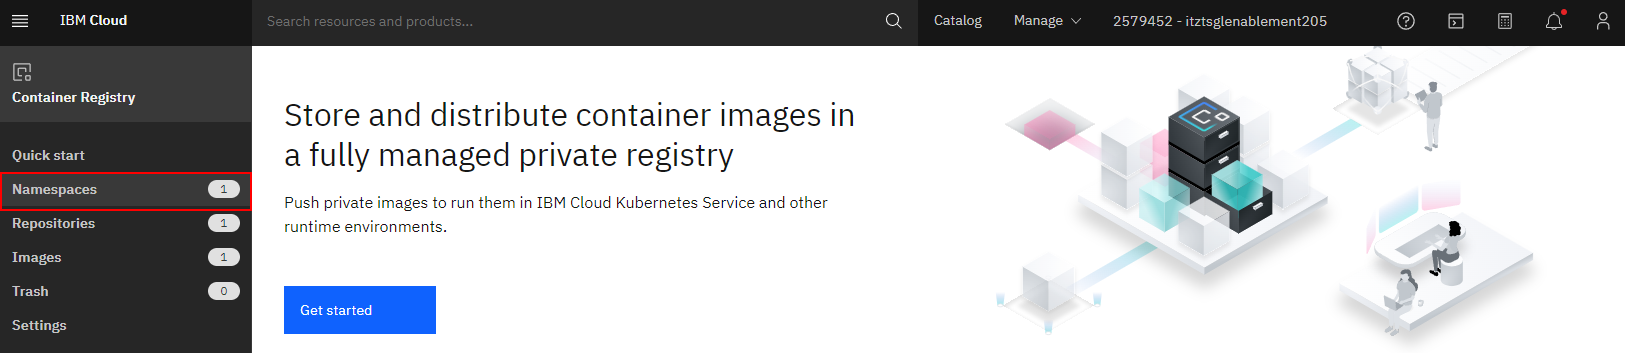 IBM Cloud
Search resources and products...
Catalog
Manage
2579452 - itztsglenablement205
Container Registry
Quick start
Namespaces 1
Repositories 1
Images 1
Trash 0
Settings
Store and distribute container images in
a fully managed private registry
Push private images to run them in IBM Cloud Kubernetes Service and other
runtime environments.
Get started